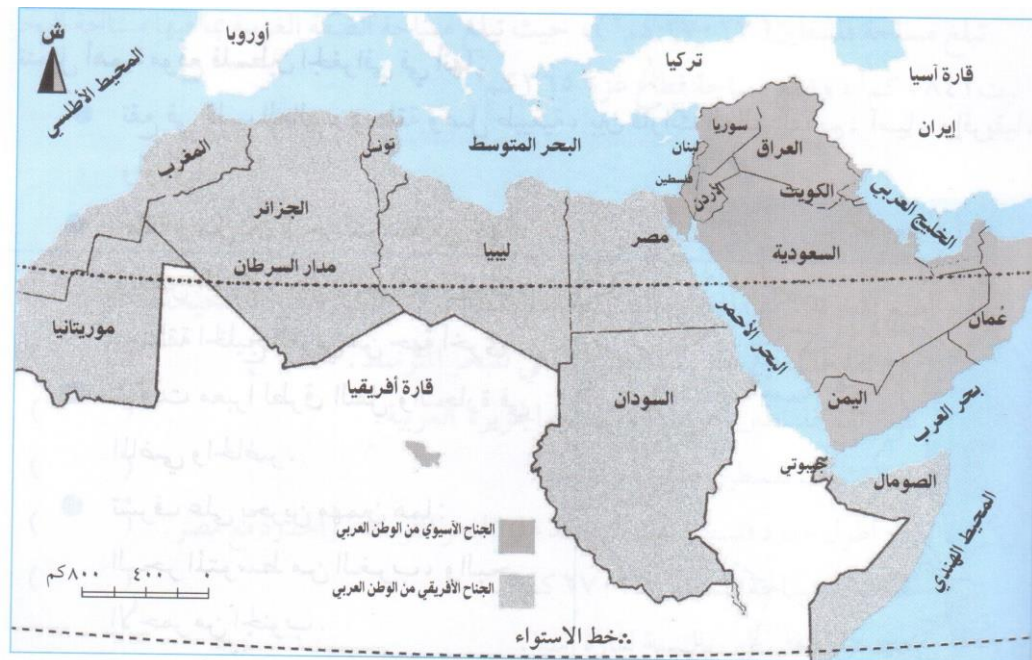 ش
أوروبا
تركيا
قارة آسيا
المحيط الأطلسي
إيران
سوريا
لبنان
العراق
تونس
البحر المتوسط
المغرب
فلسطين
الأردن
الكويت
الخليج العربي
الجزائر
ليبيا
مصر
السعودية
مدار السرطان
موريتانيا
عُمان
البحر الأحمر
قارة أفريقيا
السودان
اليمن
بحر العرب
جيبوتي
الصومال
المحيط الهندي
الجناح الآسيوي من الوطن العربي
الجناح الأفريقي من الوطن العربي
٨٠٠ كم ٤٠٠ ٠
خط الاستواء